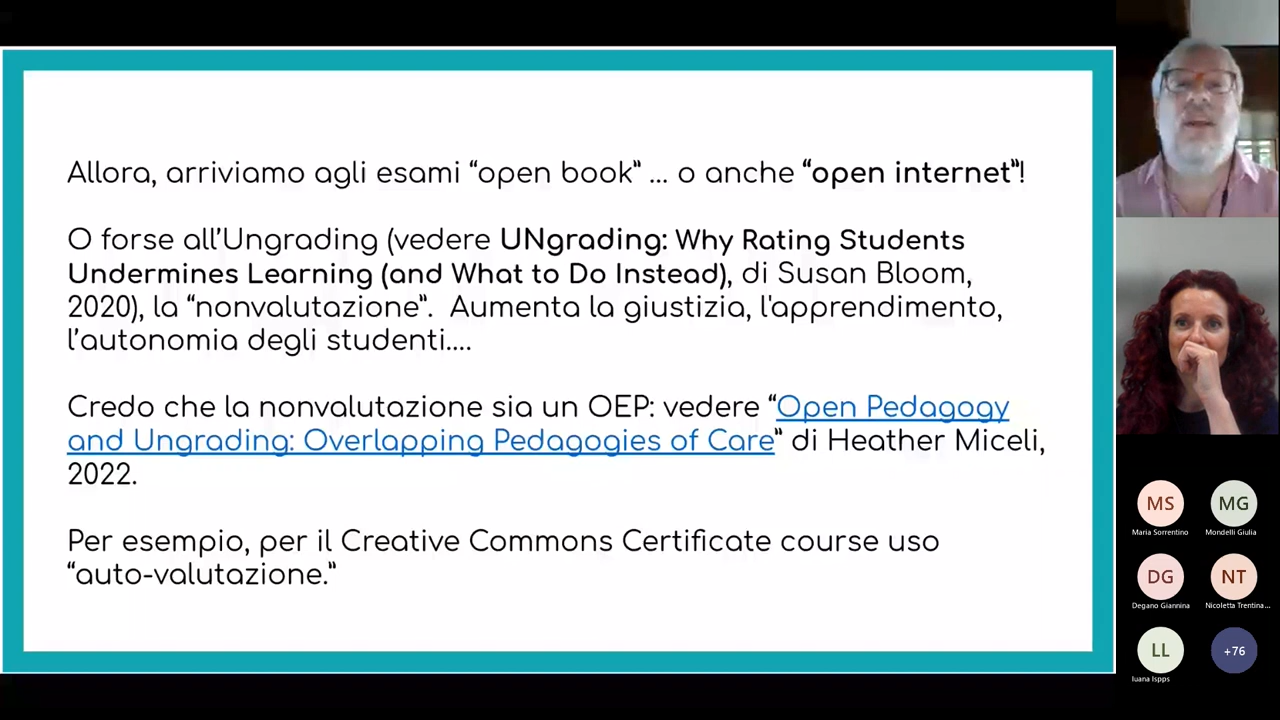 Allora, arriviamo agli esami “open book” ... o anche “open internet”!
O forse all’Ungrading (vedere UNgrading: Why Rating Students
Undermines Learning (and What to Do Instead), di Susan Bloom,
2020), la “nonvalutazione”.  Aumenta la giustizia, l'apprendimento,
l’autonomia degli studenti....
Credo che la nonvalutazione sia un OEP: vedere “Open Pedagogy
and Ungrading: Overlapping Pedagogies of Care” di Heather Miceli,
2022.
Per esempio, per il Creative Commons Certificate course uso
“auto-valutazione.”
MS
MG
Maria Sorrentino
Mondelli Giulia
DG
NT
Degano Giannina
Nicoletta Trentina...
LL
+76
luana Ispps